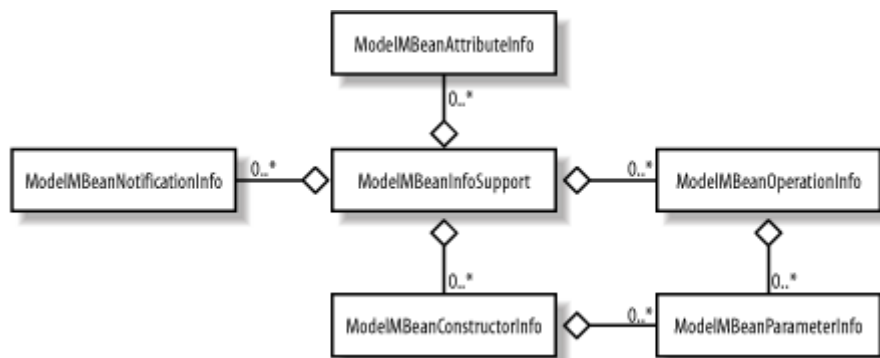 ModelMBeanAttributeInfo
0..*
ModelMBeanNotificationInfo
0..*
ModelMBeanInfoSupport
0..*
ModelMBeanOperationInfo
0..*
0..*
ModelMBeanConstructorInfo
0..*
ModelMBeanParameterInfo